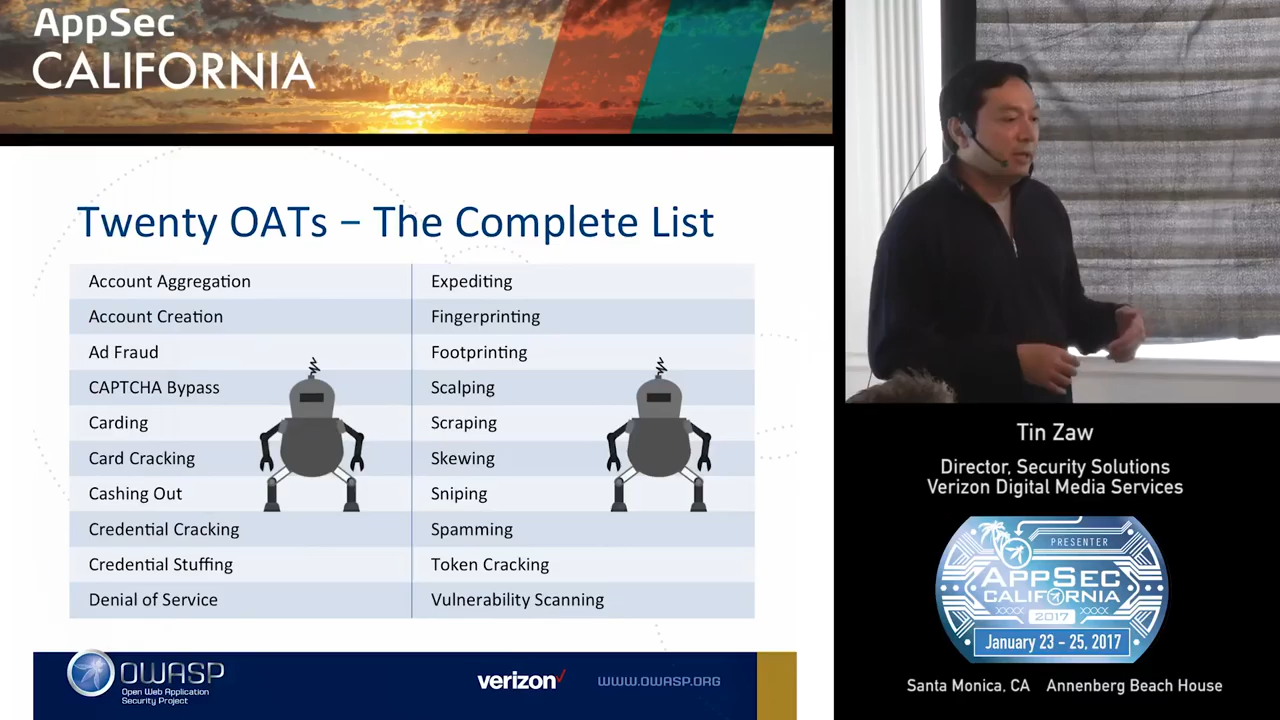 AppSec
CALIFORNIA
Twenty OATs – The Complete List
Account Aggregation
Account Creation
Ad Fraud
CAPTCHA Bypass
Carding
Card Cracking
Cashing Out
Credential Cracking
Credential Stuffing
Denial of Service
Expediting
Fingerprinting
Footprinting
Scalping
Scraping
Skewing
Sniping
Spamming
Token Cracking
Vulnerability Scanning
OWASP
Open Web Application
Security Project
verizon
WWW.OWASP.ORG
Tin Zaw
Director, Security Solutions
Verizon Digital Media Services
PRESENTER
APPSEC
CALIFORNIA
XXXX 2017 XXXX
January 23 - 25, 2017
Santa Monica, CA Annenberg Beach House